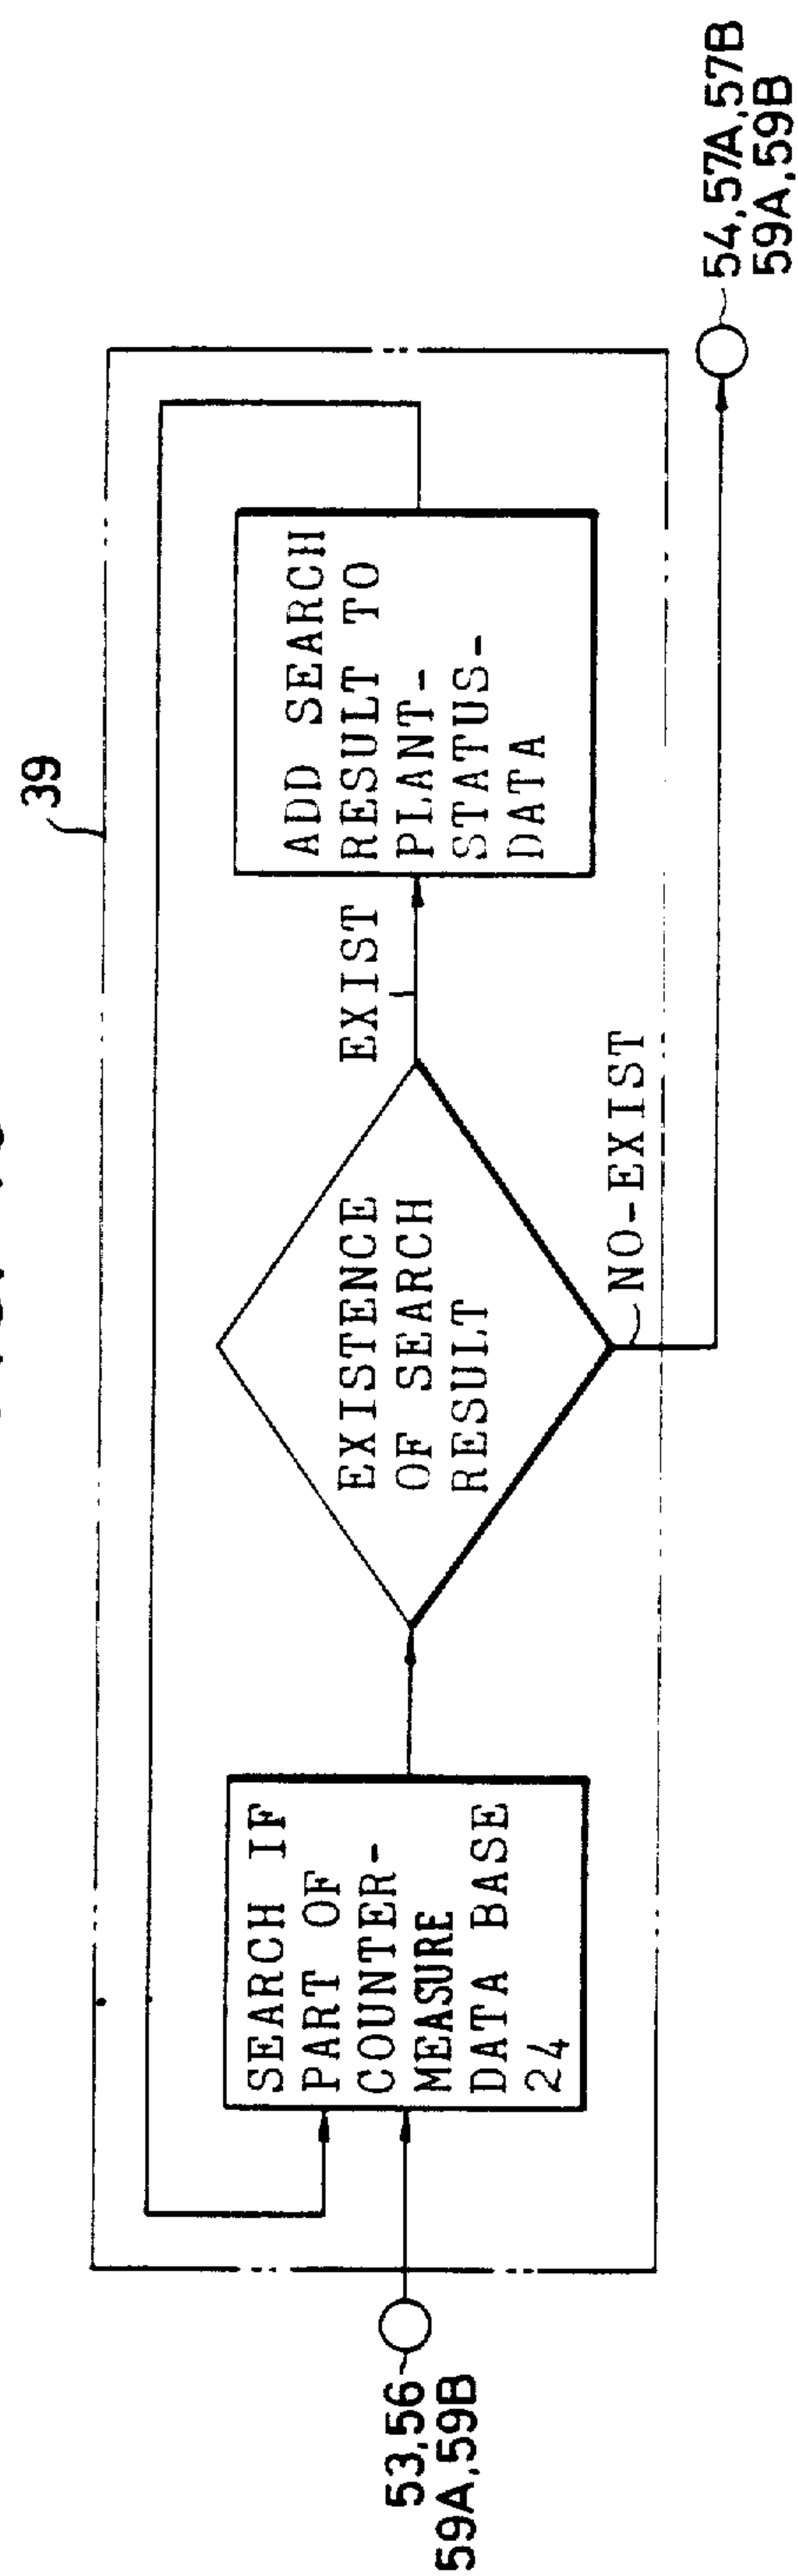 39
53,56
59A,59B
SEARCH IF
PART OF
COUNTER-
MEASURE
DATA BASE
24
EXISTENCE
OF SEARCH
RESULT
EXIST
NO-EXIST
ADD SEARCH
RESULT TO
PLANT-
STATUS-
DATA
54,57A,57B
59A,59B